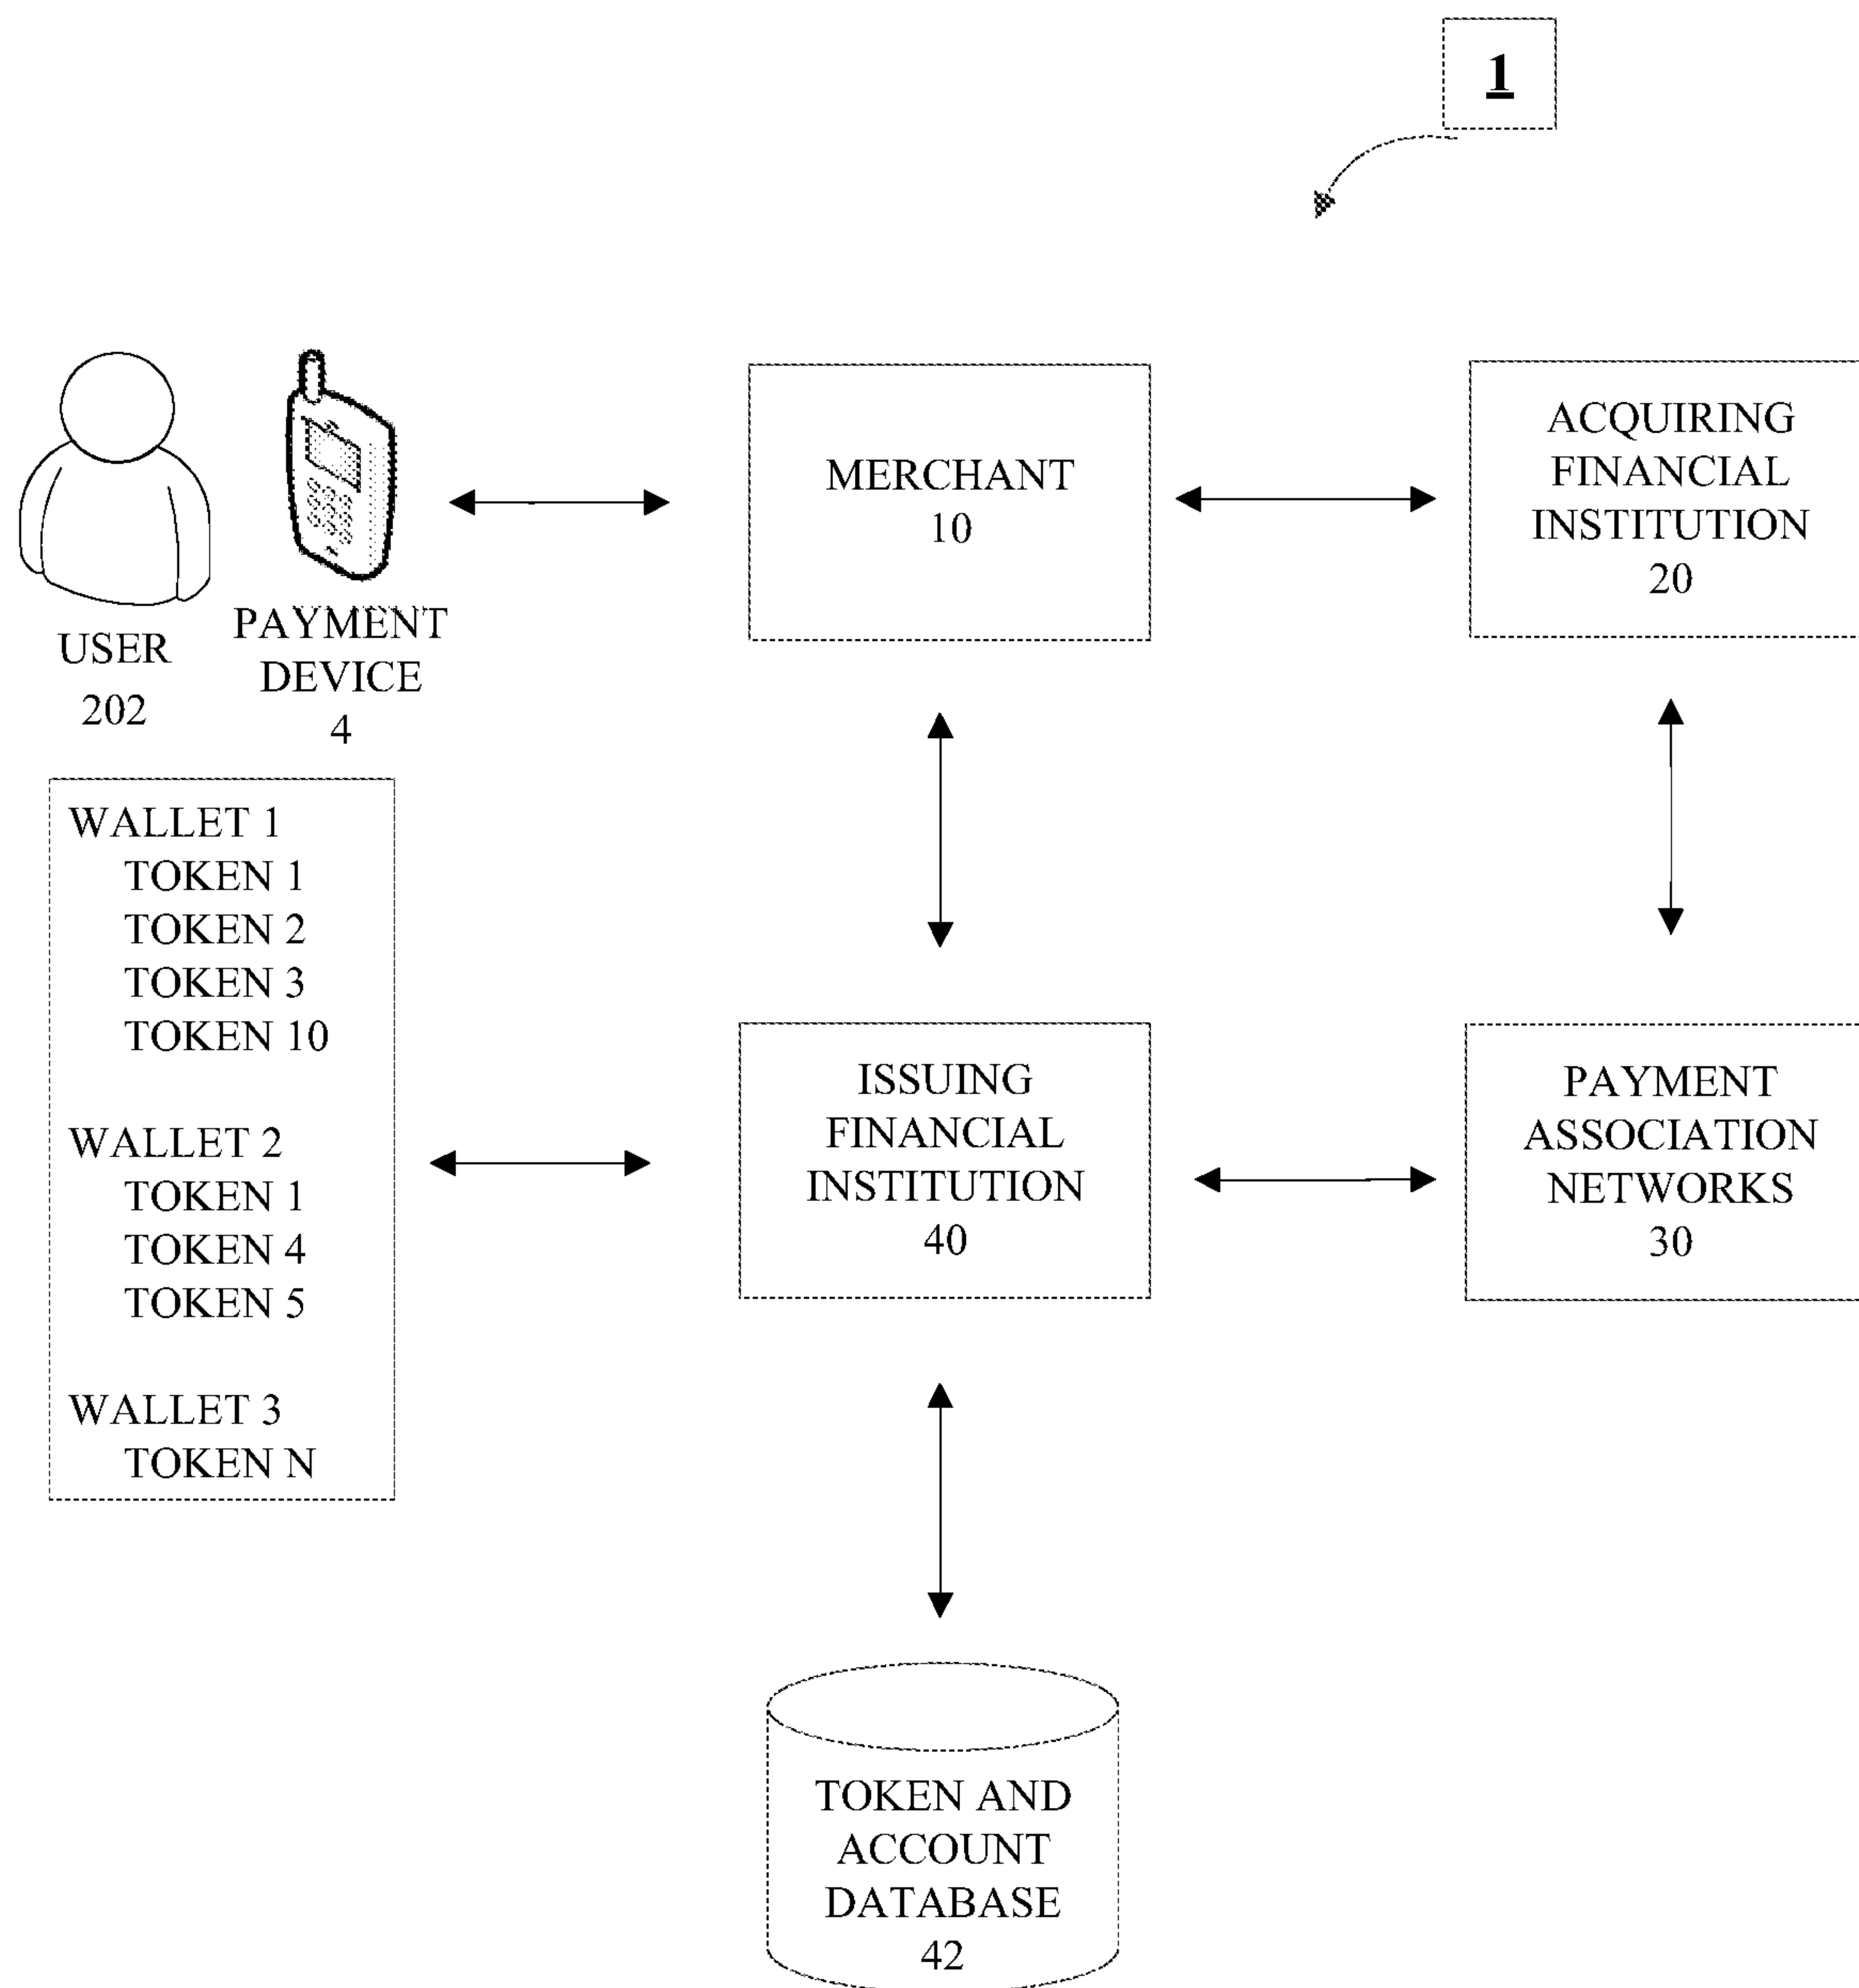 1
USER
202
PAYMENT
DEVICE
4
MERCHANT
10
ACQUIRING
FINANCIAL
INSTITUTION
20
WALLET 1
TOKEN 1
TOKEN 2
TOKEN 3
TOKEN 10
WALLET 2
TOKEN 1
TOKEN 4
TOKEN 5
WALLET 3
TOKEN N
ISSUING
FINANCIAL
INSTITUTION
40
PAYMENT
ASSOCIATION
NETWORKS
30
TOKEN AND
ACCOUNT
DATABASE
42